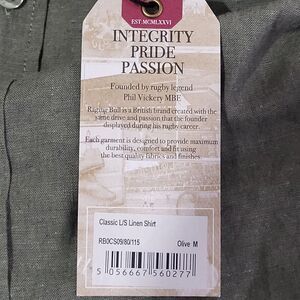 EST MCMLXXVI
INTEGRITY
PRIDE
PASSION
Founded by rugby legend
Phil Vickery MBE
Raging Bull is a British brand created with the
same drive and passion that the founder
displayed during his rugby career.
Each garment is designed to provide maximum
durability, comfort and fit using
the best quality fabrics and finishes
Classic L/S Linen Shirt
RB0CS09/80/115
Olive M
5 056667 560277